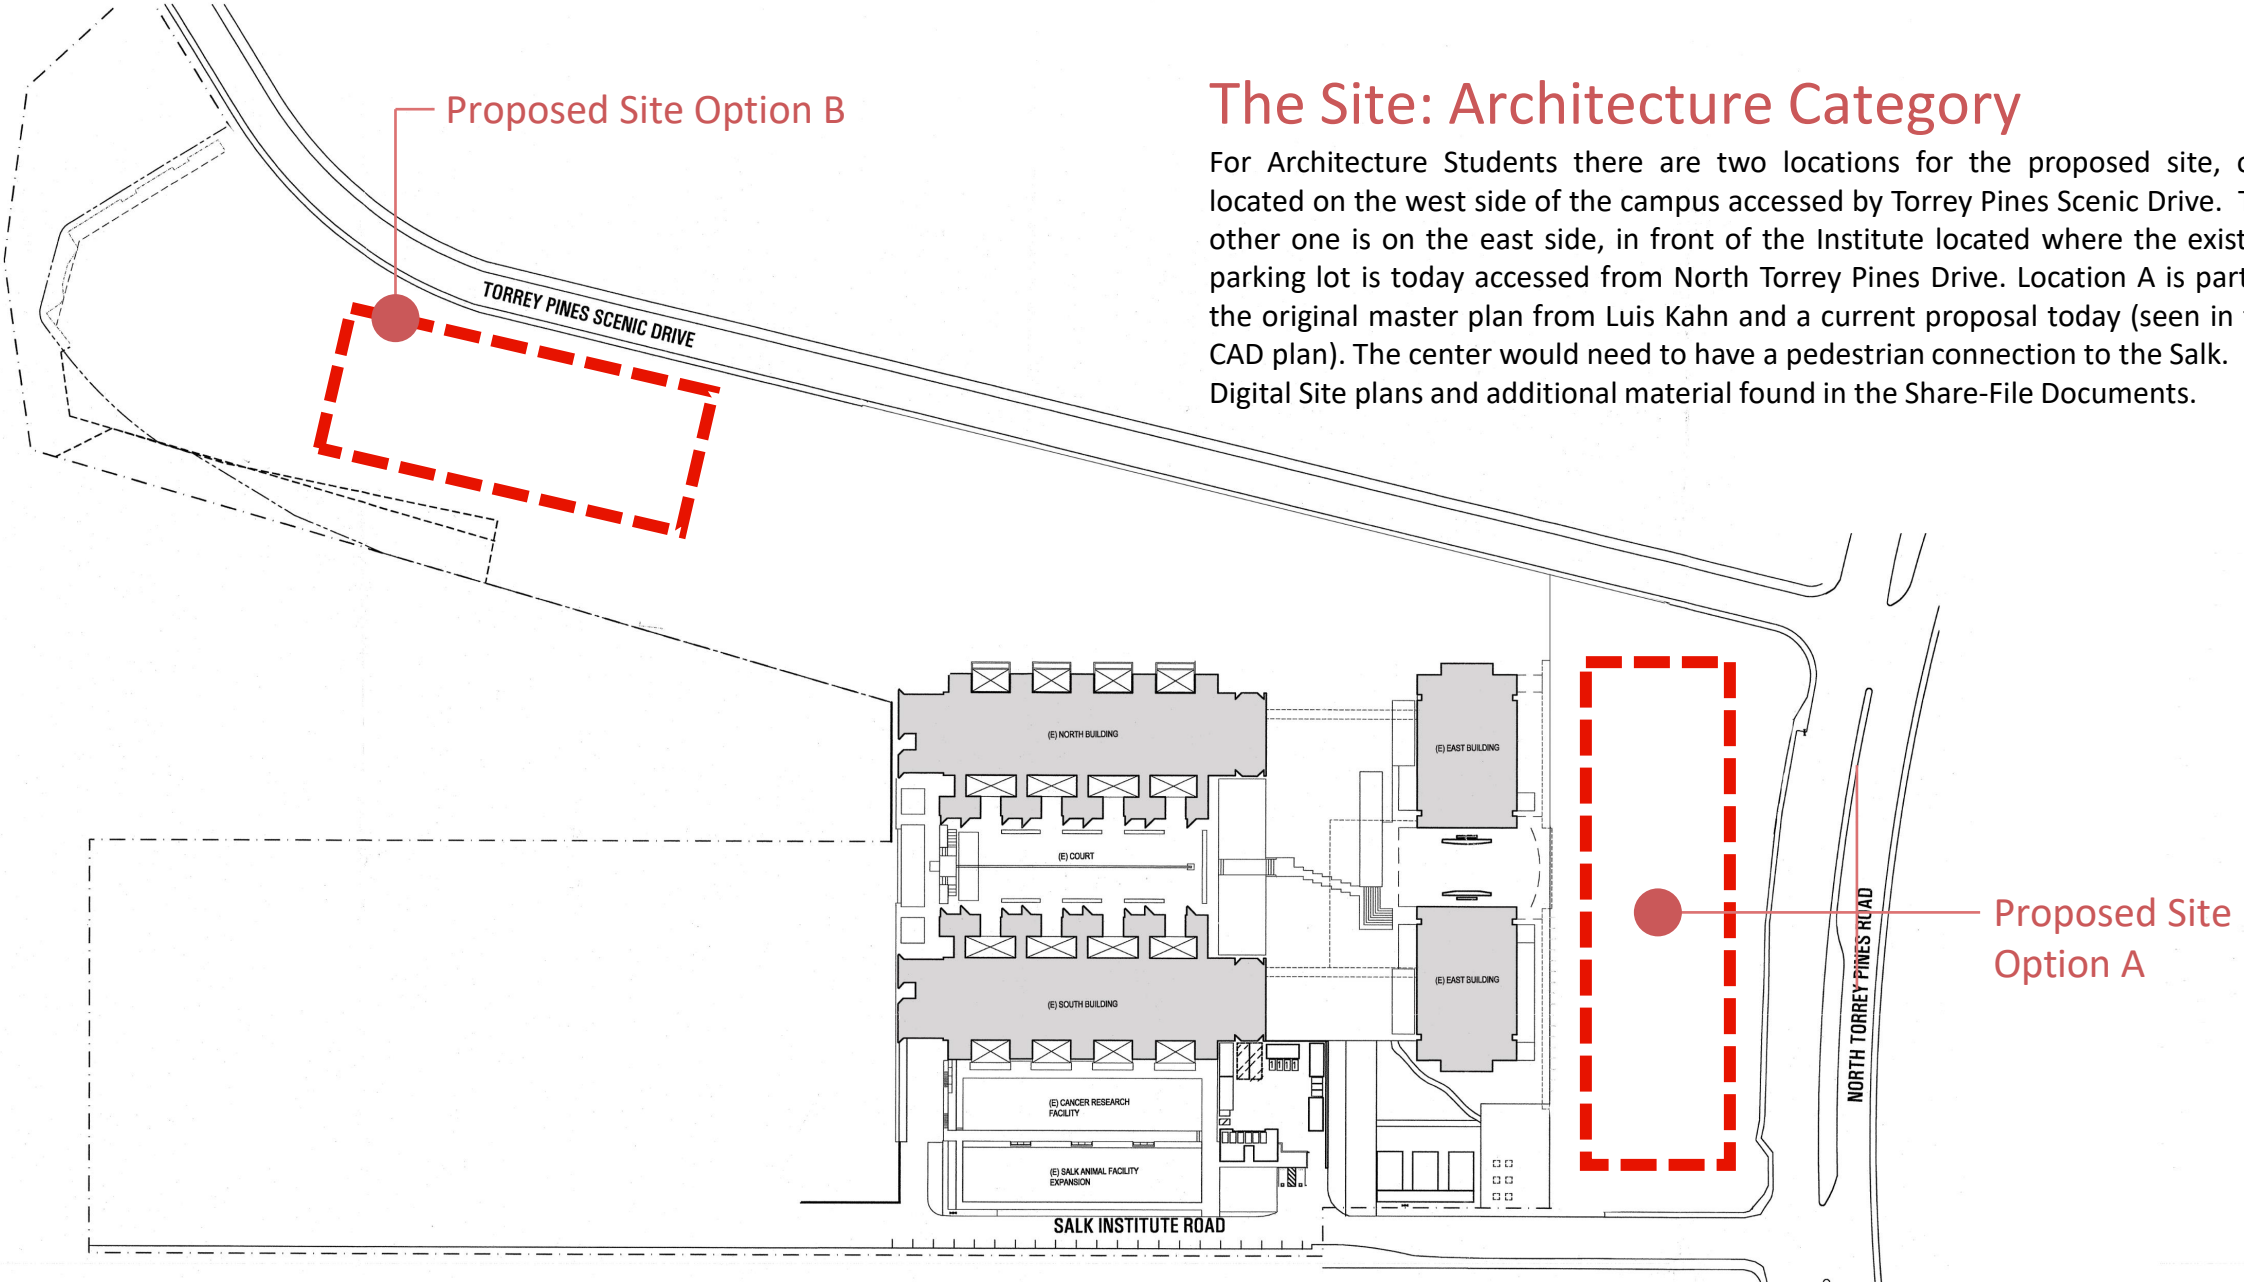 Proposed Site Option B
The Site: Architecture Category
For Architecture Students there are two locations for the proposed site,
located on the west side of the campus accessed by Torrey Pines Scenic Drive.
other one is on the east side, in front of the Institute located where the
parking lot is today accessed from North Torrey Pines Drive. Location A is part
the original master plan from Luis Kahn and a current proposal today (seen in
CAD plan). The center would need to have a pedestrian connection to the Salk.
Digital Site plans and additional material found in the Share-File Documents.
TORREY PINES SCENIC DRIVE
(E) NORTH BUILDING
(E) EAST BUILDING
(E) COURT
(E) SOUTH BUILDING
(E) EAST BUILDING
Proposed Site
Option A
NORTH TORREY PINES ROAD
(E) CANCER RESEARCH
FACILITY
(E) SALK ANIMAL FACILITY
EXPANSION
SALK INSTITUTE ROAD